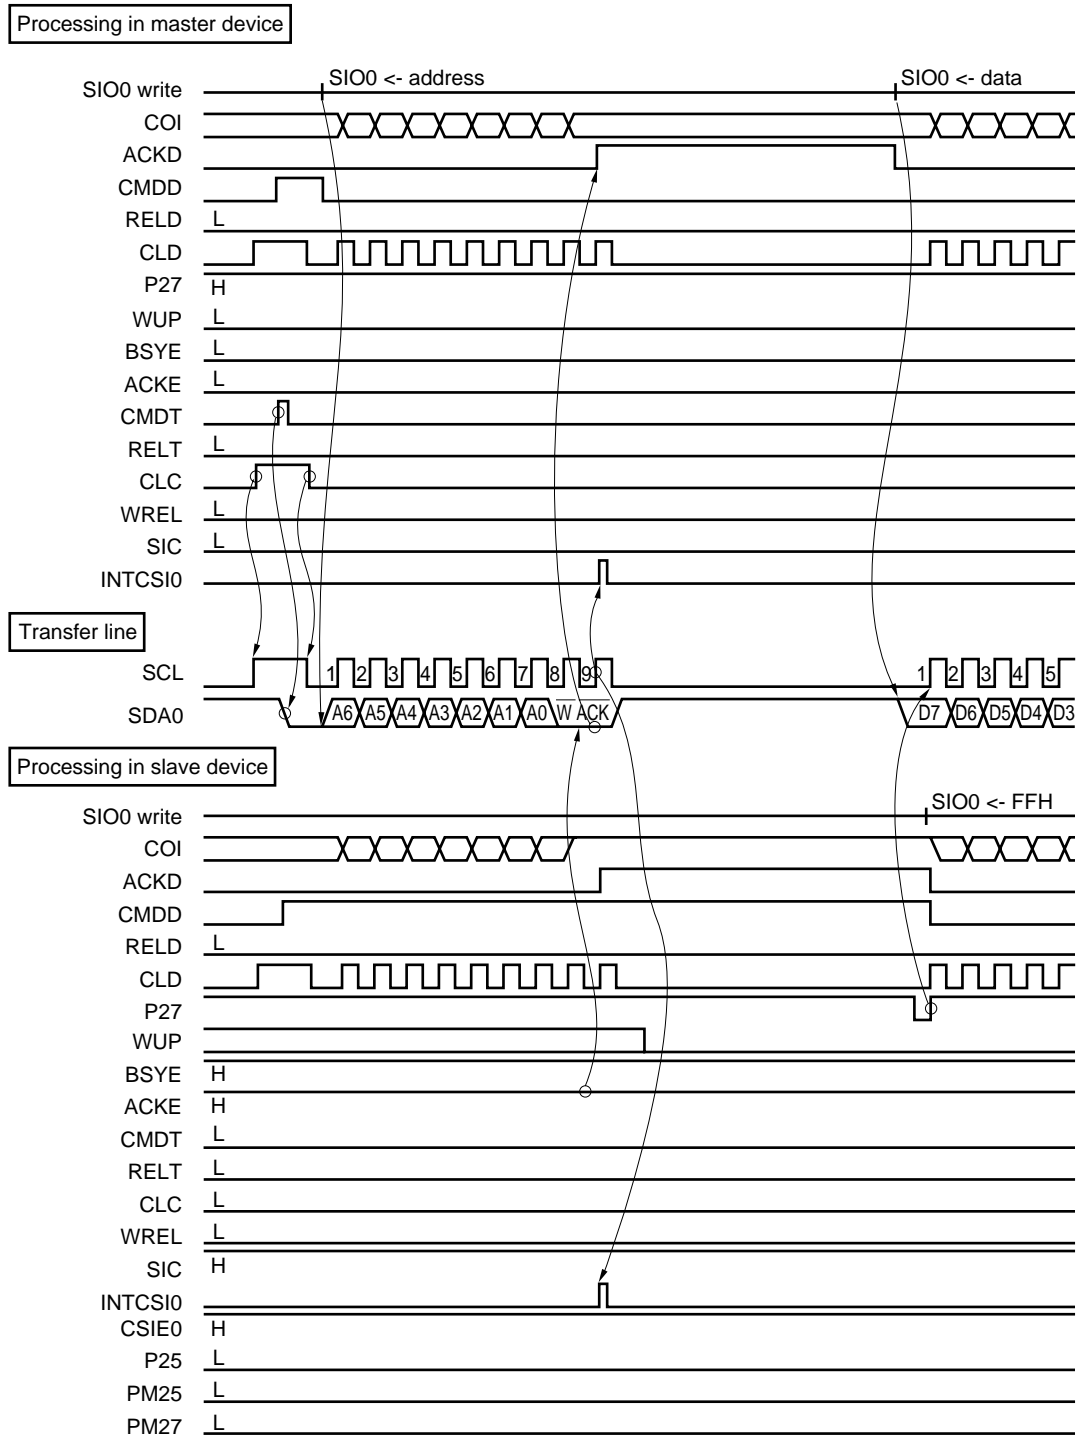 Processing in master device
SIO0 <- address
SIO0 <- data
SIO0 write
COI
ACKD
CMDD
RELD L
CLD
P27 H
WUP L
BSYE L
ACKE L
CMDT
RELT L
CLC
WREL L
SIC L
INTCSI0
Transfer line
SCL 1 2 3 4 5 6 7 8 9 1 2 3 4 5
SDA0 A6 A5 A4 A3 A2 A1 A0 W ACK D7 D6 D5 D4 D3
Processing in slave device
SIO0 <- FFH
SIO0 write
COI
ACKD
CMDD
RELD L
CLD
P27
WUP
BSYE H
ACKE H
CMDT L
RELT L
CLC L
WREL L
SIC H
INTCSI0
CSIE0 H
P25 L
PM25 L
PM27 L